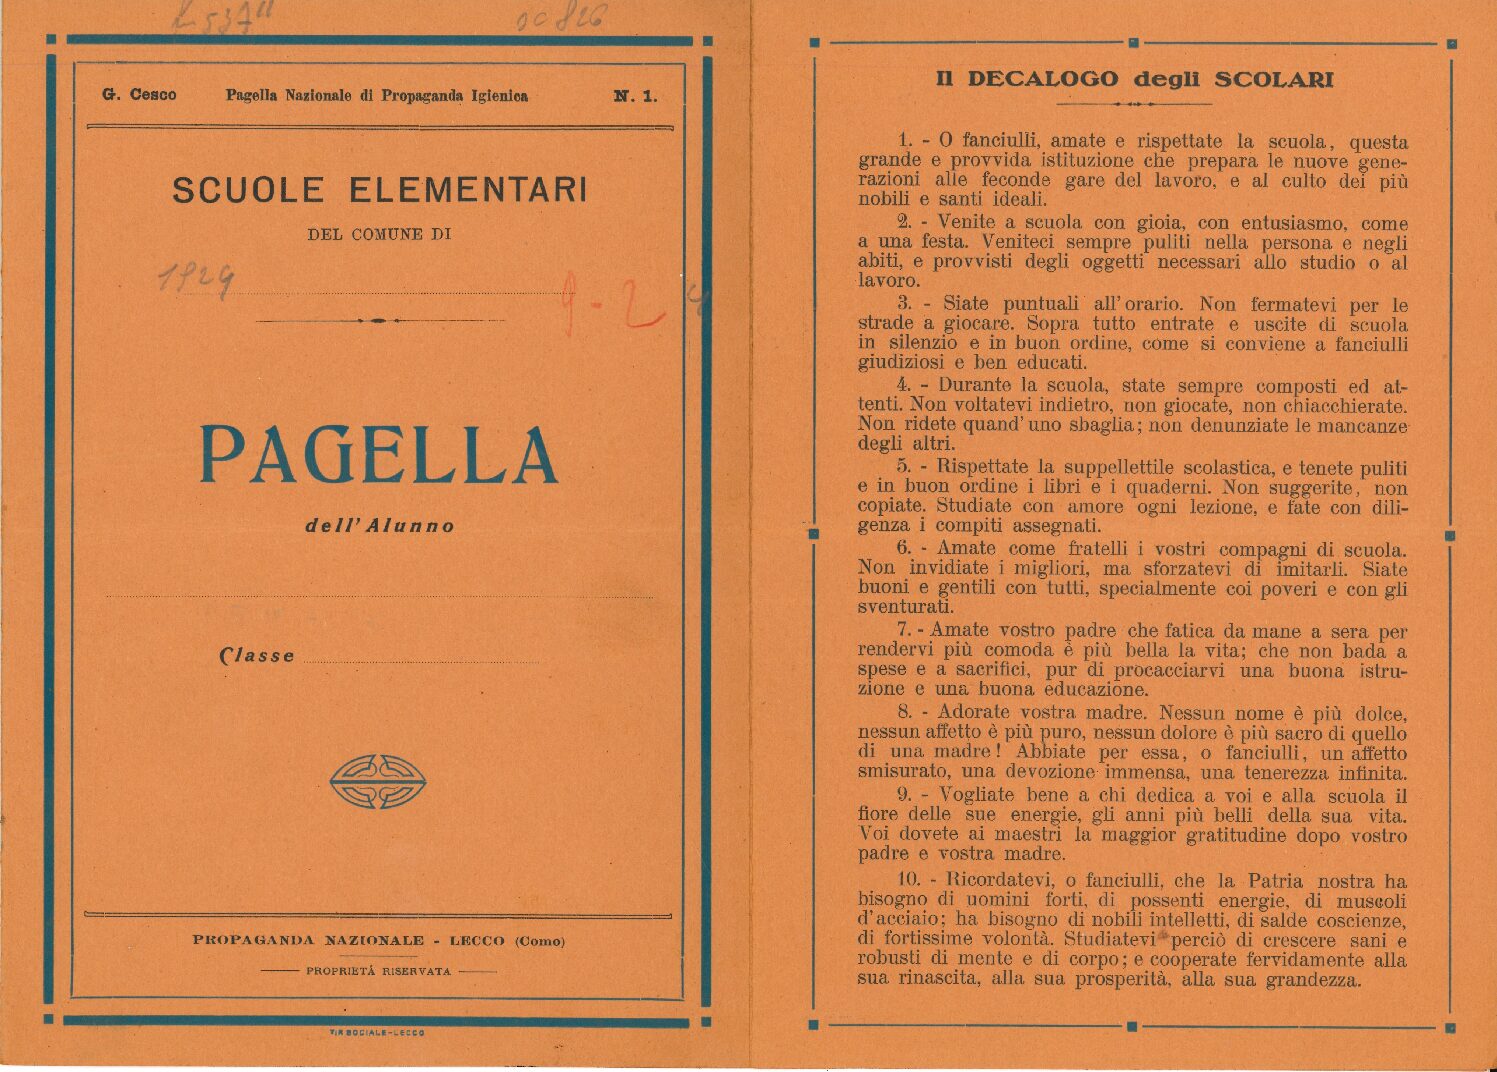 G. Cesco Pagella Nazionale di Propaganda Igienica N. 1.
SCUOLE ELEMENTARI
DEL COMUNE DI
1929
9-2
PAGELLA
dell'Alunno
Classe
PROPAGANDA NAZIONALE - LECCO (Como)
PROPRIETÁ RISERVATA
TIP. SOCIALE - LECCO
Il DECALOGO degli SCOLARI
1. - O fanciulli, amate e rispettate la scuola, questa
grande e provvida istituzione che prepara le nuove gene-
razioni alle feconde gare del lavoro, e al culto dei più
nobili e santi ideali.
2. - Venite a scuola con gioia, con entusiasmo, come
a una festa. Veniteci sempre puliti nella persona e negli
abiti, e provvisti degli oggetti necessari allo studio o al
lavoro.
3. - Siate puntuali all'orario. Non fermatevi per le
strade a giocare. Sopra tutto entrate e uscite di scuola
in silenzio e in buon ordine, come si conviene a fanciulli
giudiziosi e ben educati.
4. - Durante la scuola, state sempre composti ed at-
tenti. Non voltatevi indietro, non giocate, non chiacchierate.
Non ridete quand'uno sbaglia; non denunziate le mancanze
degli altri.
5. - Rispettate la suppellettile scolastica, e tenete puliti
e in buon ordine i libri e i quaderni. Non suggerite, non
copiate. Studiate con amore ogni lezione, e fate con dili-
genza i compiti assegnati.
6. - Amate come fratelli i vostri compagni di scuola.
Non invidiate i migliori, ma sforzatevi di imitarli. Siate
buoni e gentili con tutti, specialmente coi poveri e con gli
sventurati.
7. - Amate vostro padre che fatica da mane a sera per
rendervi più comoda è più bella la vita; che non bada a
spese e a sacrifici, pur di procacciarvi una buona istru-
zione e una buona educazione.
8. - Adorate vostra madre. Nessun nome è più dolce,
nessun affetto è più puro, nessun dolore è più sacro di quello
di una madre! Abbiate per essa, o fanciulli, un affetto
smisurato, una devozione immensa, una tenerezza infinita.
9. - Vogliate bene a chi dedica a voi e alla scuola il
fiore delle sue energie, gli anni più belli della sua vita.
Voi dovete ai maestri la maggior gratitudine dopo vostro
padre e vostra madre.
10. - Ricordatevi, o fanciulli, che la Patria nostra ha
bisogno di uomini forti, di possenti energie, di muscoli
d'acciaio; ha bisogno di nobili intelletti, di salde coscienze,
di fortissime volontà. Studiatevi perciò di crescere sani e
robusti di mente e di corpo; e cooperate fervidamente alla
sua rinascita, alla sua prosperità, alla sua grandezza.